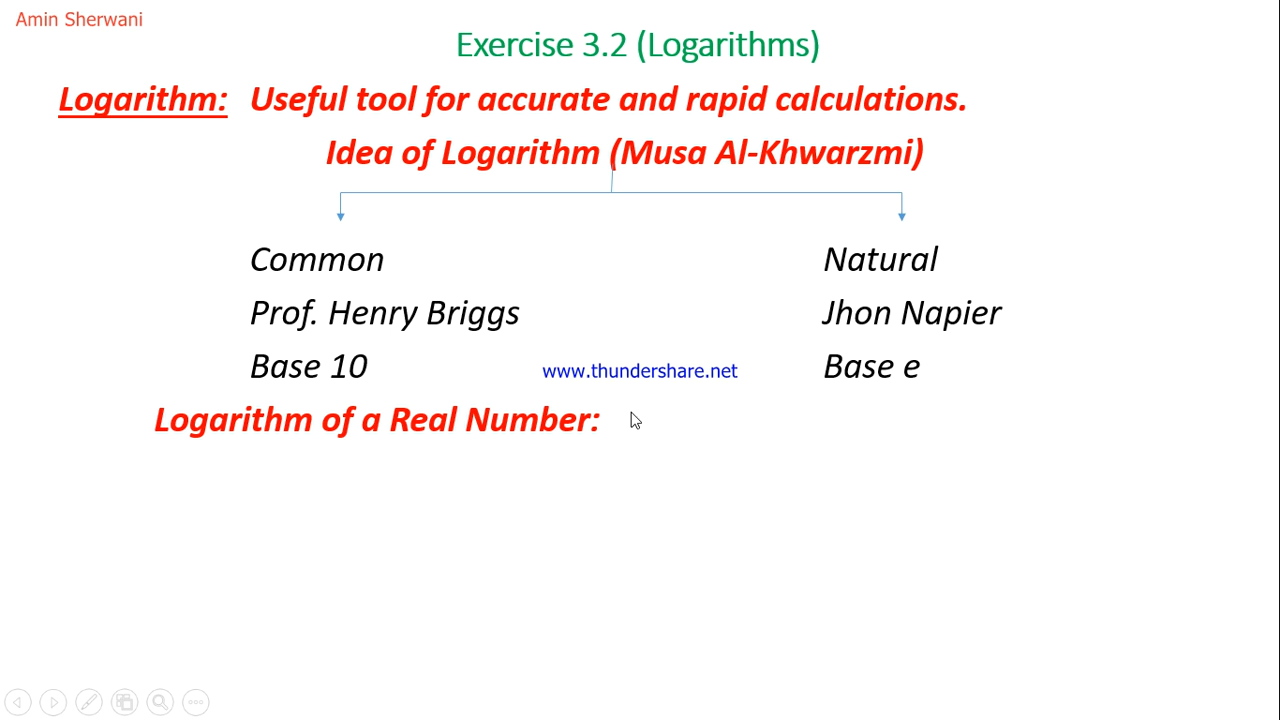 Amin Sherwani
Exercise 3.2 (Logarithms)
Logarithm: Useful tool for accurate and rapid calculations.
Idea of Logarithm (Musa Al-Khwarzmi)
Common Natural
Prof. Henry Briggs Jhon Napier
Base 10 www.thundershare.net Base e
Logarithm of a Real Number: